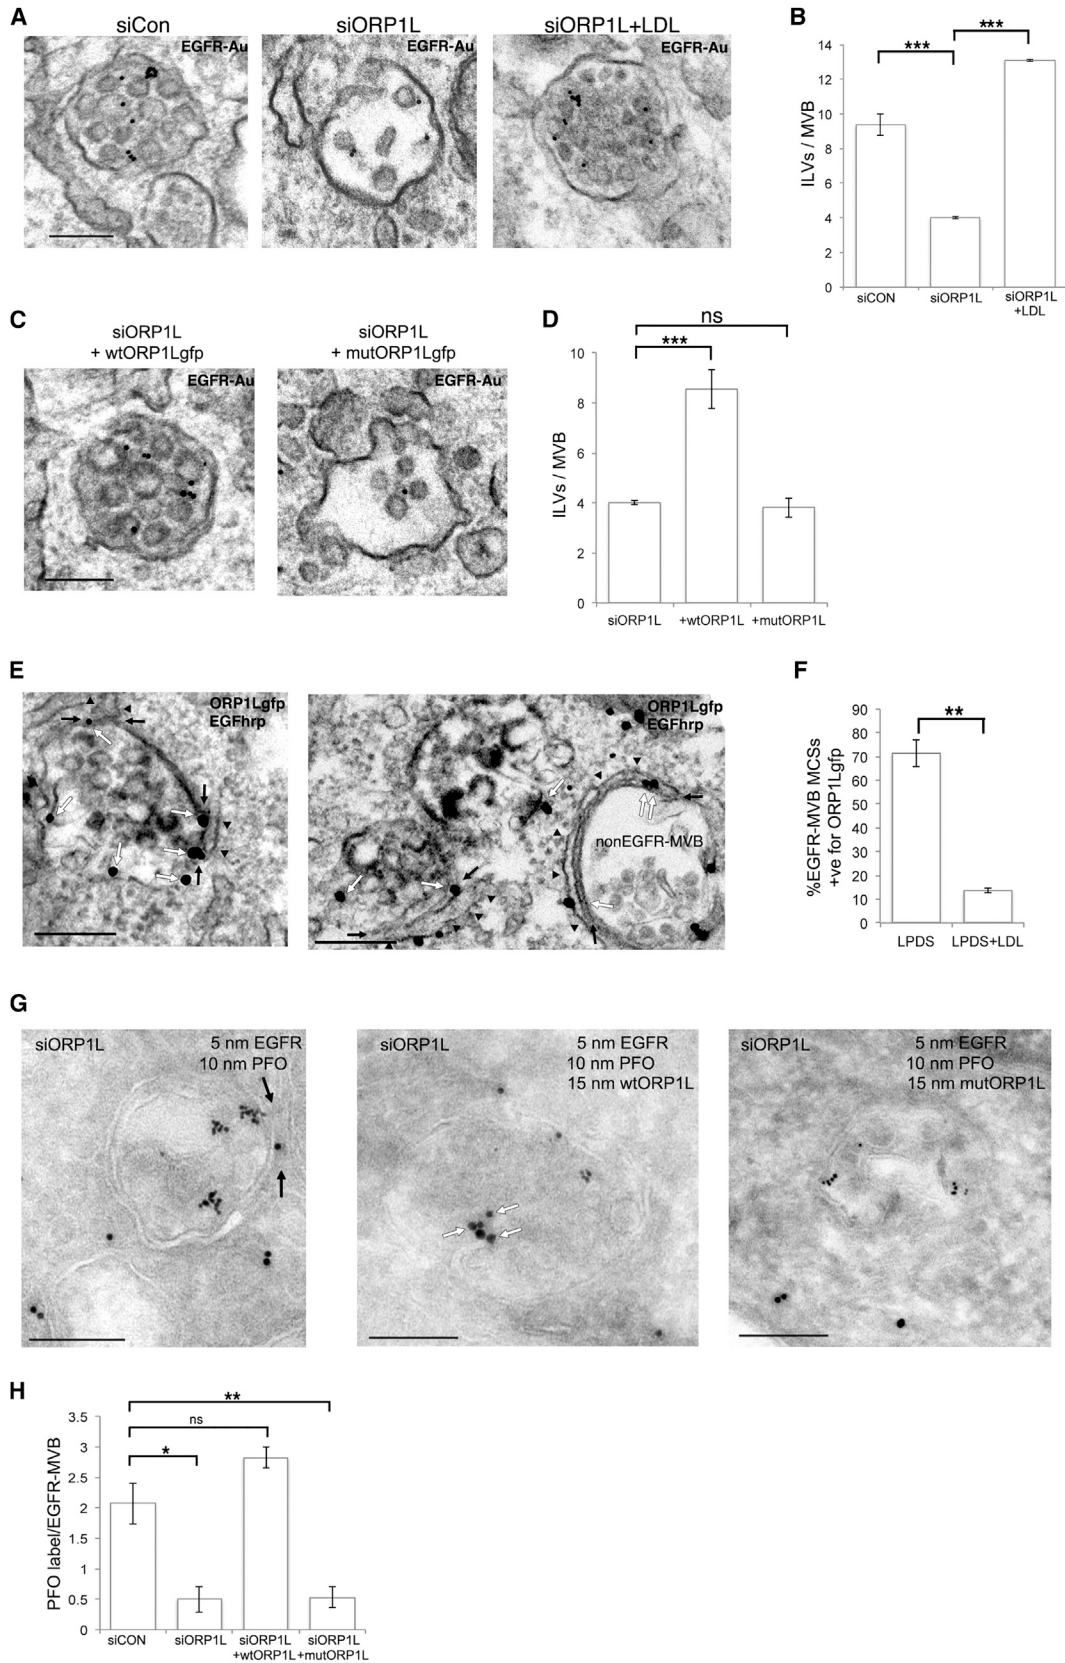 A
siCon
siORP1L
siORP1L+LDL
EGFR-Au
EGFR-Au
EGFR-Au
B
***
***
ILVs / MVB
14
12
10
8
6
4
2
0
siCON
siORP1L
siORP1L
+LDL
C
siORP1L
+ wtORP1Lgfp
siORP1L
+ mutORP1Lgfp
EGFR-Au
EGFR-Au
D
ns
***
ILVs / MVB
10
8
6
4
2
0
siORP1L
+wtORP1L
+mutORP1L
E
ORP1Lgfp
EGFhrp
ORP1Lgfp
EGFhrp
nonEGFR-MVB
F
**
%EGFR-MVB MCSs
+ve for ORP1Lgfp
90
80
70
60
50
40
30
20
10
0
LPDS
LPDS+LDL
G
siORP1L
5 nm EGFR
10 nm PFO
siORP1L
5 nm EGFR
10 nm PFO
15 nm wtORP1L
siORP1L
5 nm EGFR
10 nm PFO
15 nm mutORP1L
H
**
ns
*
PFO label/EGFR-MVB
3.5
3
2.5
2
1.5
1
0.5
0
siCON
siORP1L
siORP1L
+wtORP1L
siORP1L
+mutORP1L